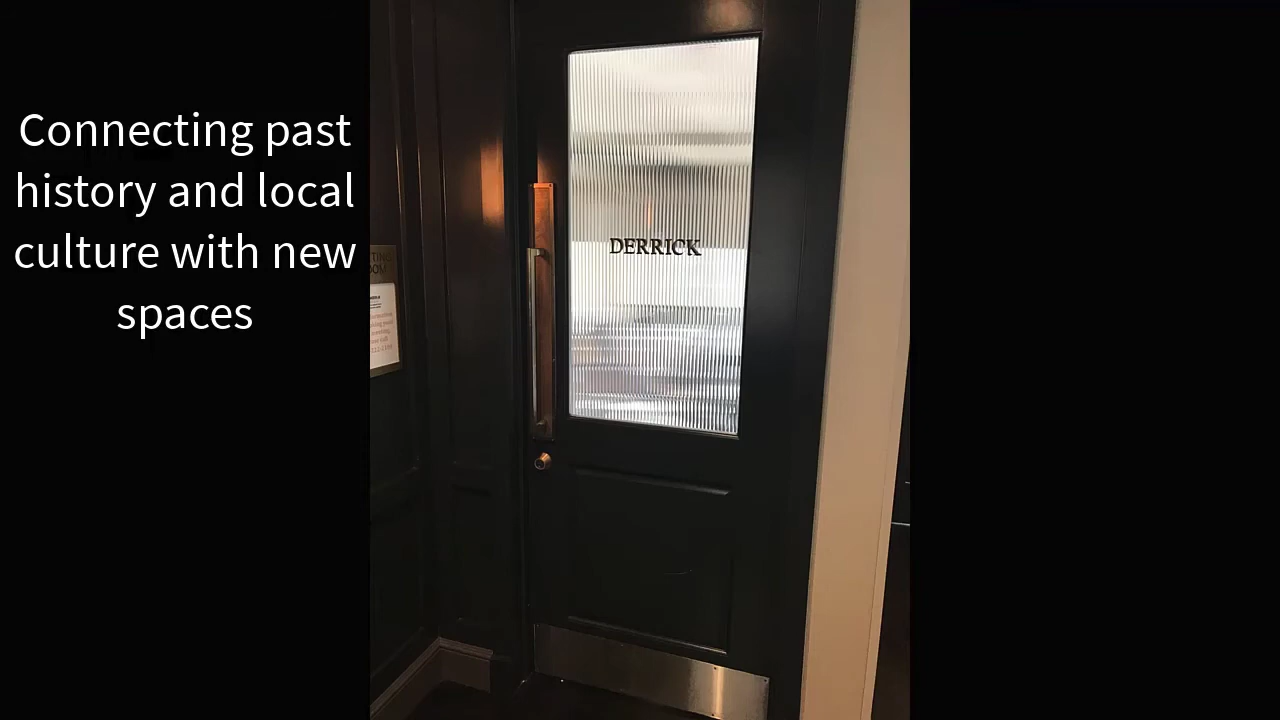 Connecting past
history and local
culture with new
spaces
DERRICK